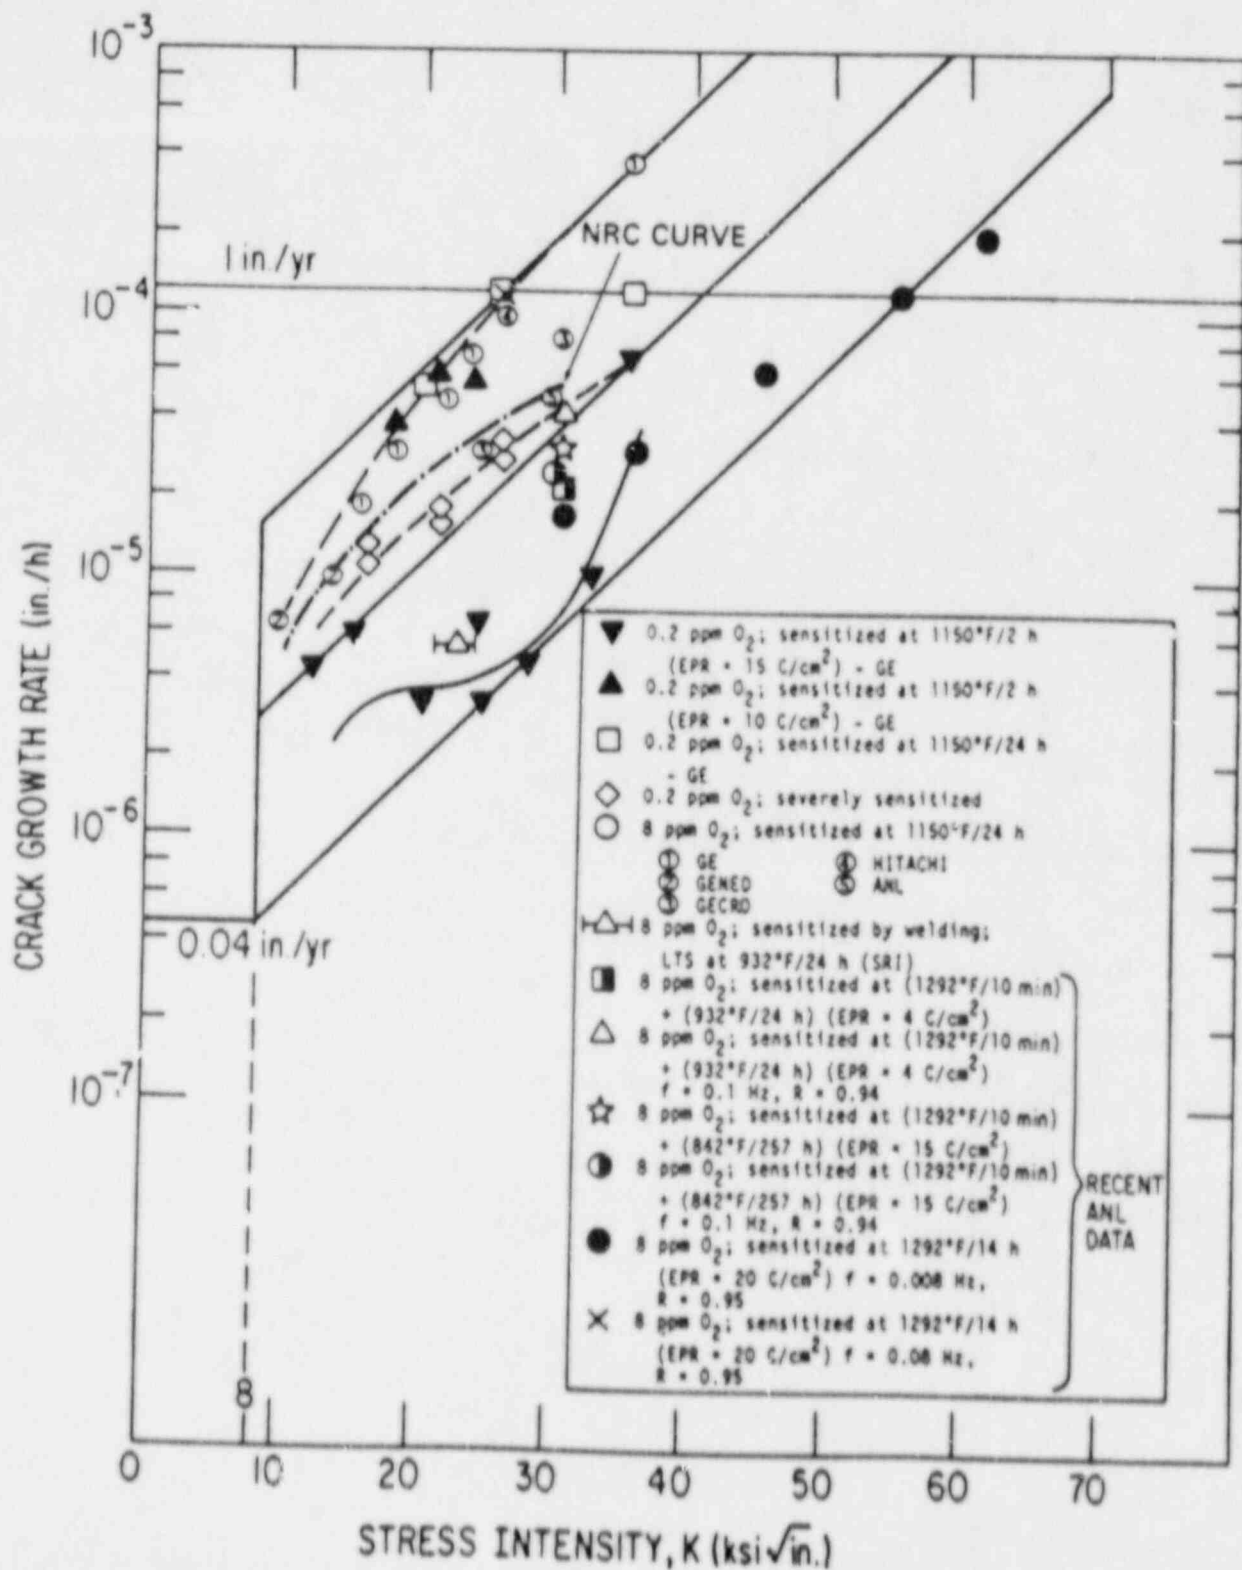 10⁻³
NRC CURVE
1 in./yr
10⁻⁴
10⁻⁵
10⁻⁶
0.04 in./yr
10⁻⁷
CRACK GROWTH RATE (in./h)
0.2 ppm O₂; sensitized at 1150°F/2 h
(EPR = 15 C/cm²) - GE
0.2 ppm O₂; sensitized at 1150°F/2 h
(EPR = 10 C/cm²) - GE
0.2 ppm O₂; sensitized at 1150°F/24 h
- GE
0.2 ppm O₂; severely sensitized
8 ppm O₂; sensitized at 1150°F/24 h
① GE ④ HITACHI
② GENED ⑤ ANL
③ GECRD
8 ppm O₂; sensitized by welding;
LTS at 932°F/24 h (SRI)
8 ppm O₂; sensitized at (1292°F/10 min)
+ (932°F/24 h) (EPR = 4 C/cm²)
8 ppm O₂; sensitized at (1292°F/10 min)
+ (932°F/24 h) (EPR = 4 C/cm²)
f = 0.1 Hz, R = 0.94
8 ppm O₂; sensitized at (1292°F/10 min)
+ (842°F/257 h) (EPR = 15 C/cm²)
8 ppm O₂; sensitized at (1292°F/10 min)
+ (842°F/257 h) (EPR = 15 C/cm²)
f = 0.1 Hz, R = 0.94
8 ppm O₂; sensitized at 1292°F/14 h
(EPR = 20 C/cm²) f = 0.008 Hz,
R = 0.95
8 ppm O₂; sensitized at 1292°F/14 h
(EPR = 20 C/cm²) f = 0.08 Hz,
R = 0.95
RECENT
ANL
DATA
8
0 10 20 30 40 50 60 70
STRESS INTENSITY, K (ksi√in.)